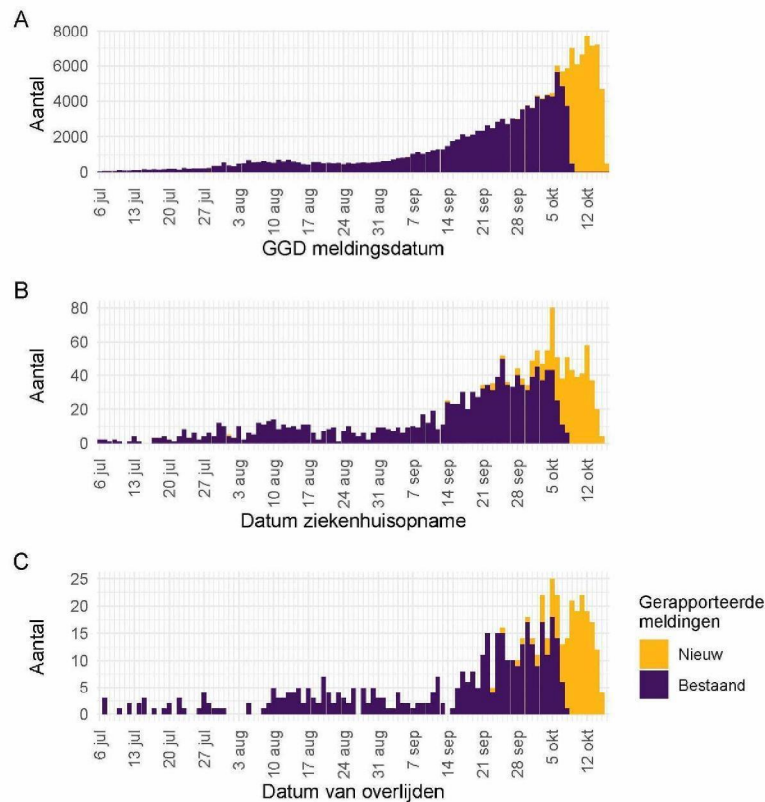 A
8000
6000
4000
2000
0
Aantal
6 jul
13 jul
20 jul
27 jul
3 aug
10 aug
17 aug
24 aug
31 aug
7 sep
14 sep
21 sep
28 sep
5 okt
12 okt
GGD meldingsdatum
B
80
60
40
20
0
Aantal
6 jul
13 jul
20 jul
27 jul
3 aug
10 aug
17 aug
24 aug
31 aug
7 sep
14 sep
21 sep
28 sep
5 okt
12 okt
Datum ziekenhuisopname
C
25
20
15
10
5
0
Aantal
6 jul
13 jul
20 jul
27 jul
3 aug
10 aug
17 aug
24 aug
31 aug
7 sep
14 sep
21 sep
28 sep
5 okt
12 okt
Datum van overlijden
Gerapporteerde
meldingen
Nieuw
Bestaand